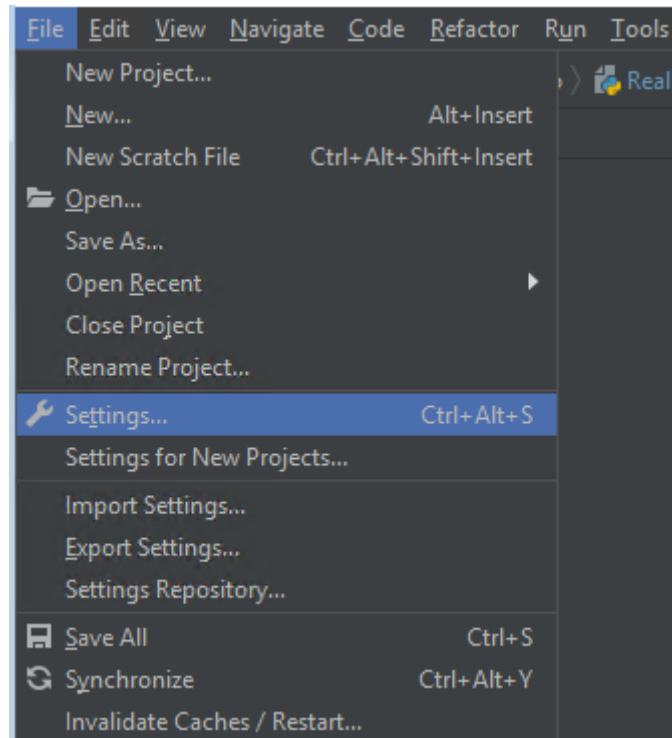 File Edit View Navigate Code Refactor Run Tools
New Project...
Real
New... Alt+Insert
New Scratch File Ctrl+Alt+Shift+Insert
Open...
Save As...
Open Recent
Close Project
Rename Project...
Settings... Ctrl+Alt+S
Settings for New Projects...
Import Settings...
Export Settings...
Settings Repository...
Save All Ctrl+S
Synchronize Ctrl+Alt+Y
Invalidate Caches / Restart...